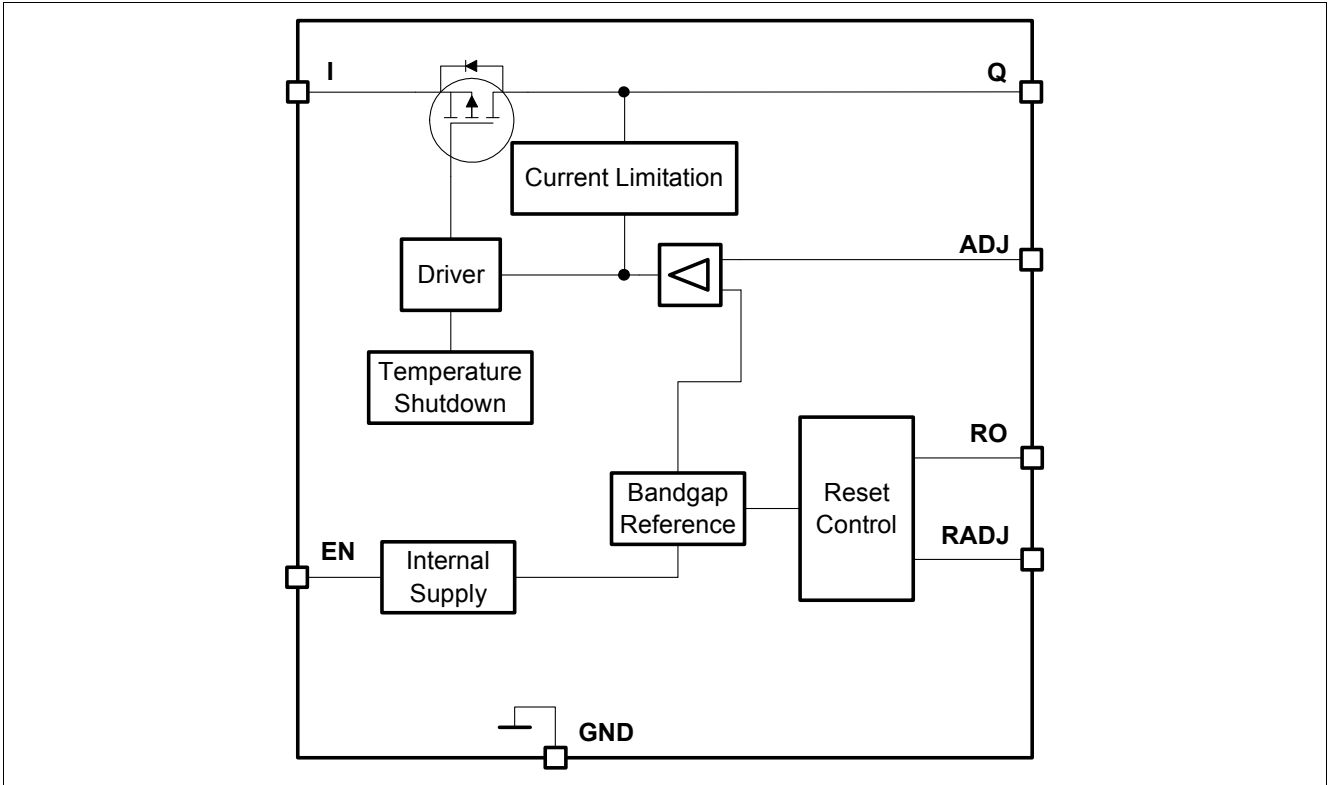 I
Q
Current Limitation
ADJ
Driver
Temperature
Shutdown
RO
Bandgap
Reference
Reset
Control
RADJ
EN
Internal
Supply
GND